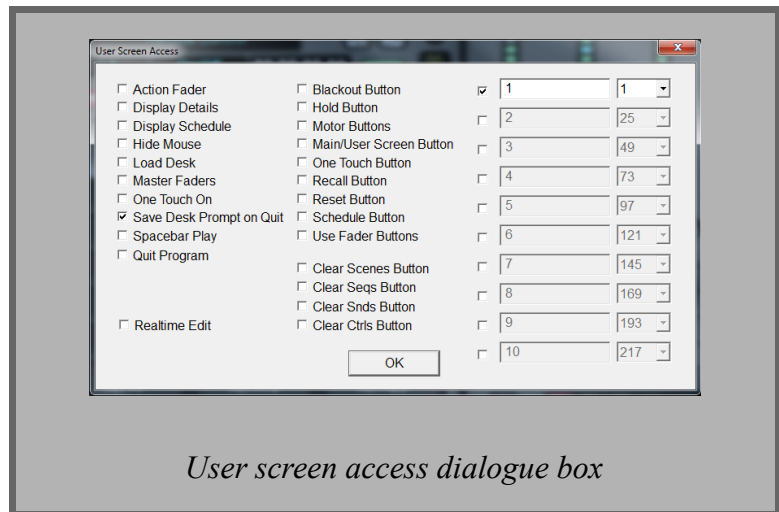 User Screen Access
Action Fader
Display Details
Display Schedule
Hide Mouse
Load Desk
Master Faders
One Touch On
Save Desk Prompt on Quit
Spacebar Play
Quit Program
Realtime Edit
Blackout Button
Hold Button
Motor Buttons
Main/User Screen Button
One Touch Button
Recall Button
Reset Button
Schedule Button
Use Fader Buttons
Clear Scenes Button
Clear Seqs Button
Clear Snds Button
Clear Ctrls Button
OK
1 1
2 25
3 49
4 73
5 97
6 121
7 145
8 169
9 193
10 217
User screen access dialogue box